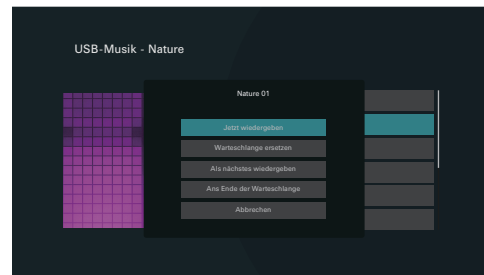 USB-Musik - Nature
Nature 01
Jetzt wiedergeben
Warteschlange ersetzen
Als nächstes wiedergeben
Ans Ende der Warteschlange
Abbrechen